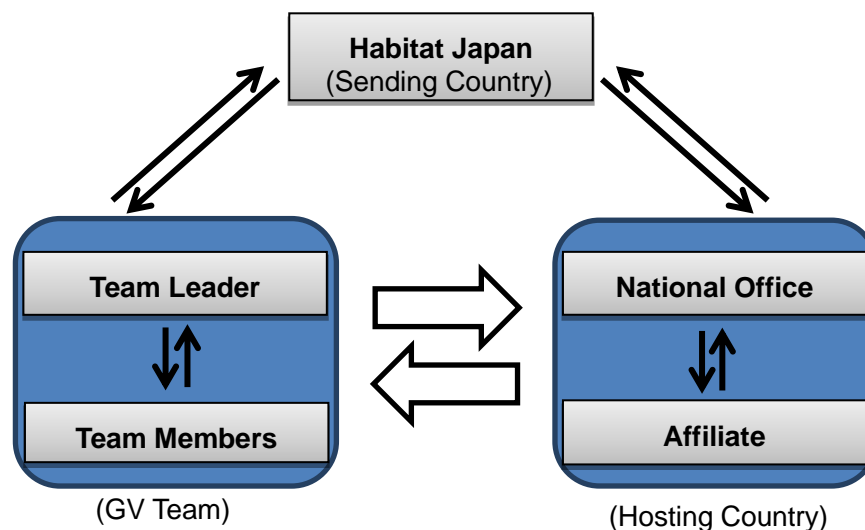 Habitat Japan
(Sending Country)
Team Leader
Team Members
(GV Team)
National Office
Affiliate
(Hosting Country)